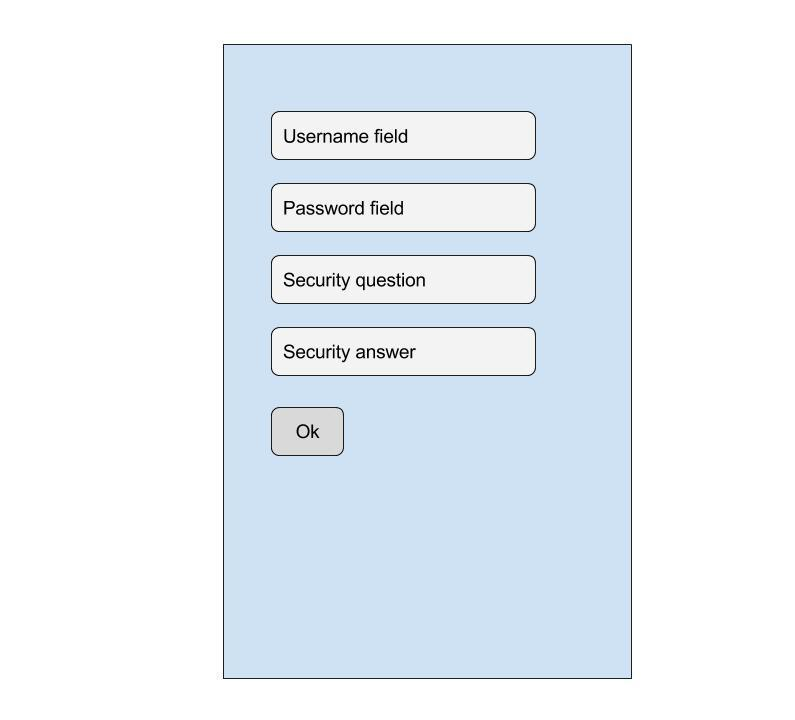 Username field
Password field
Security question
Security answer
Ok